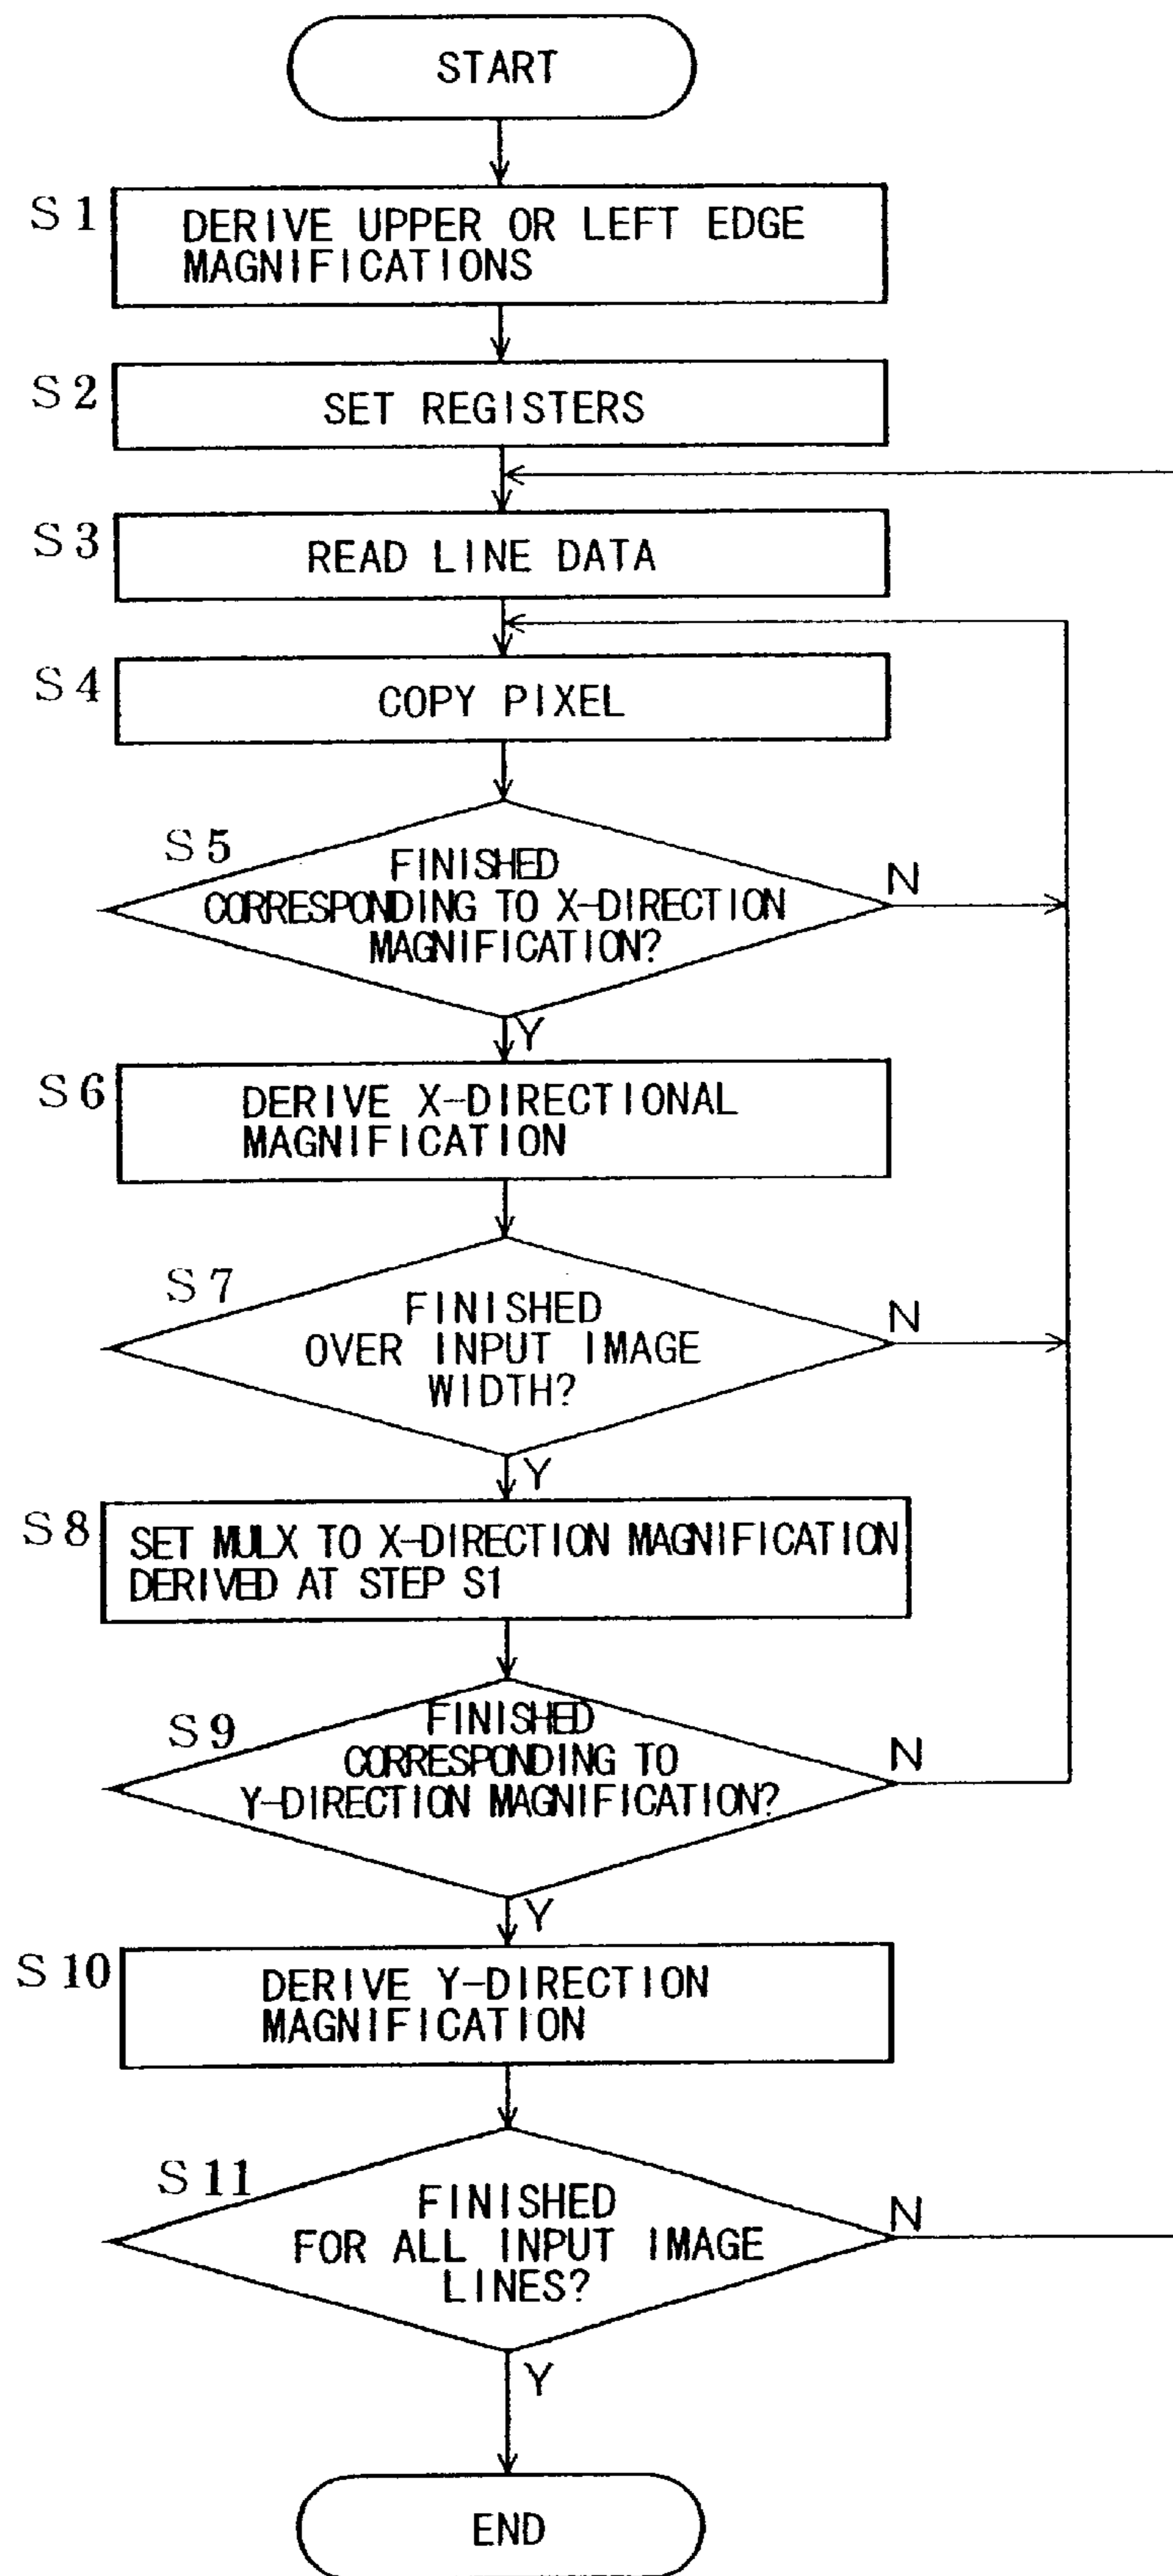 START
S1
DERIVE UPPER OR LEFT EDGE
MAGNIFICATIONS
S2
SET REGISTERS
S3
READ LINE DATA
S4
COPY PIXEL
S5
FINISHED
CORRESPONDING TO X-DIRECTION
MAGNIFICATION?
N
Y
S6
DERIVE X-DIRECTIONAL
MAGNIFICATION
S7
FINISHED
OVER INPUT IMAGE
WIDTH?
N
Y
S8
SET MULX TO X-DIRECTION MAGNIFICATION
DERIVED AT STEP S1
S9
FINISHED
CORRESPONDING TO
Y-DIRECTION MAGNIFICATION?
N
Y
S10
DERIVE Y-DIRECTION
MAGNIFICATION
S11
FINISHED
FOR ALL INPUT IMAGE
LINES?
N
Y
END